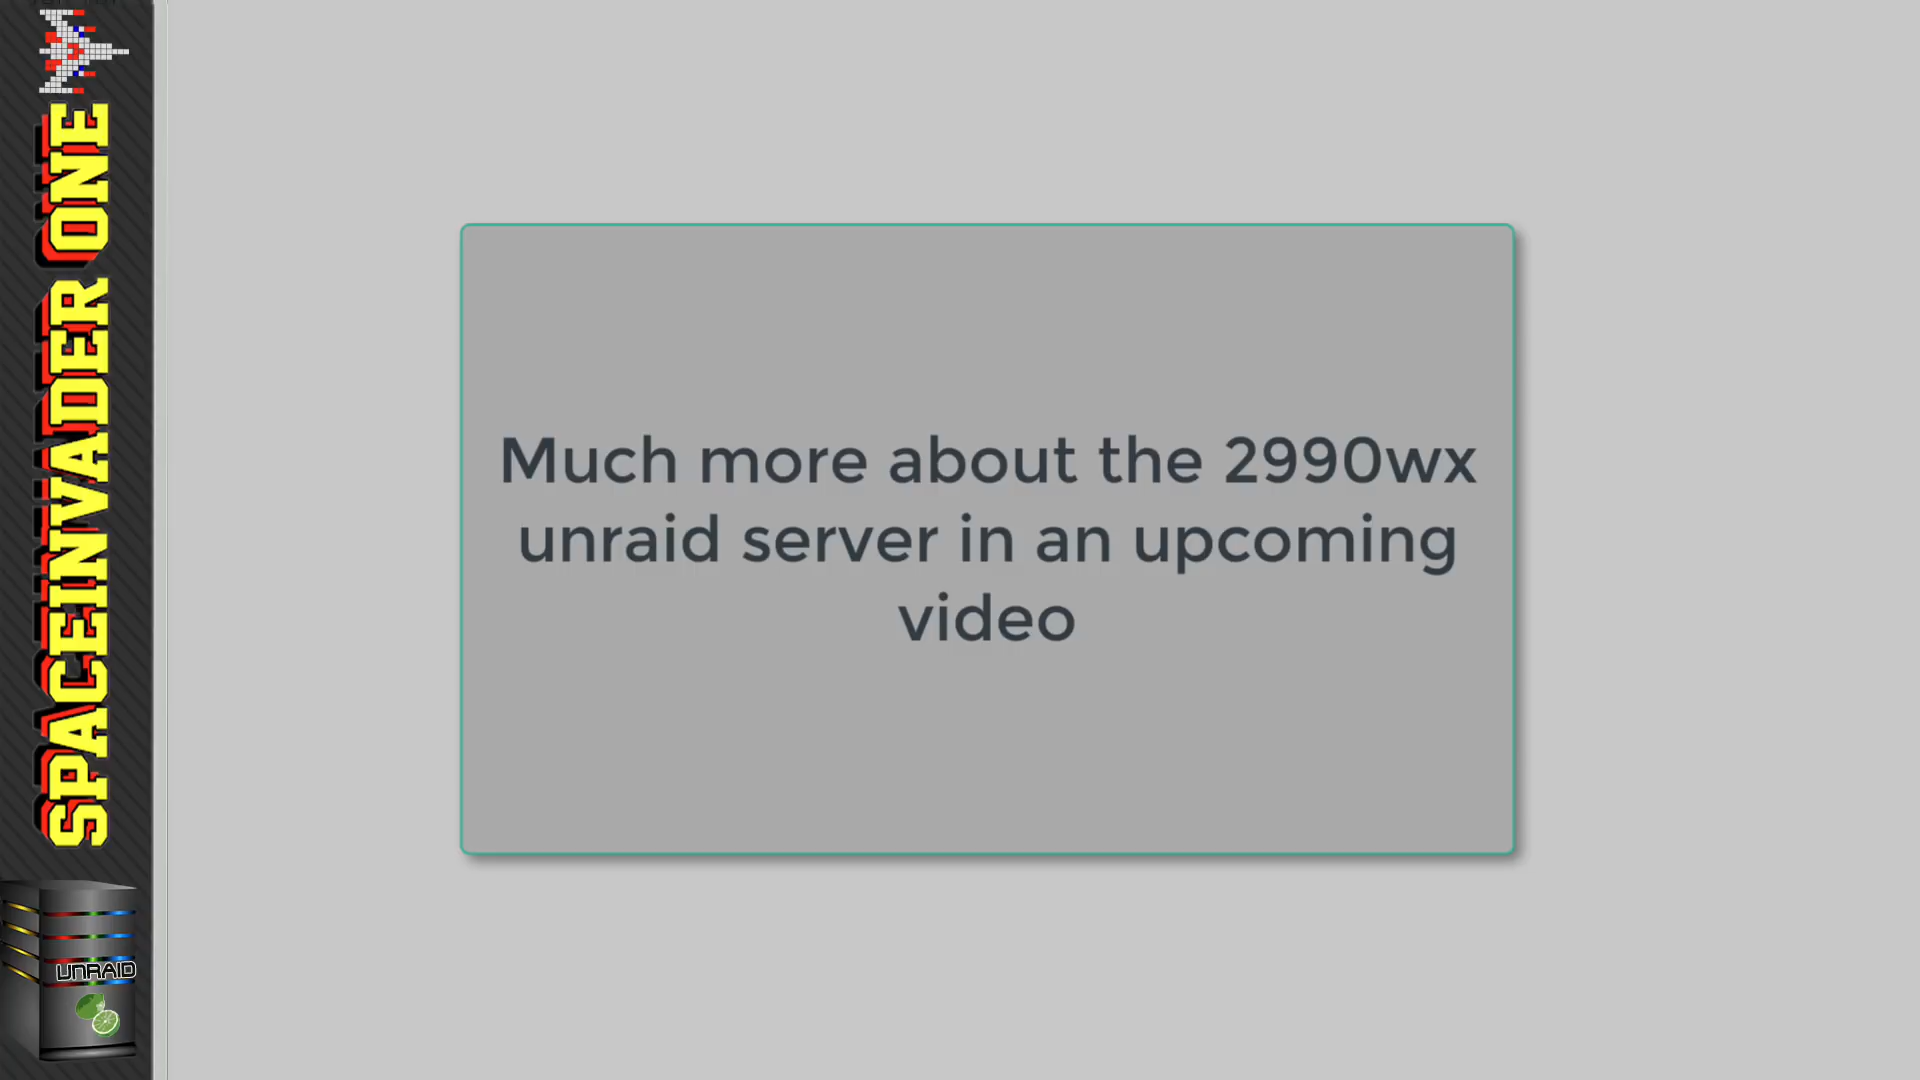 SPACEINVADER ONE
Much more about the 2990wx
unraid server in an upcoming
video
UNRAID